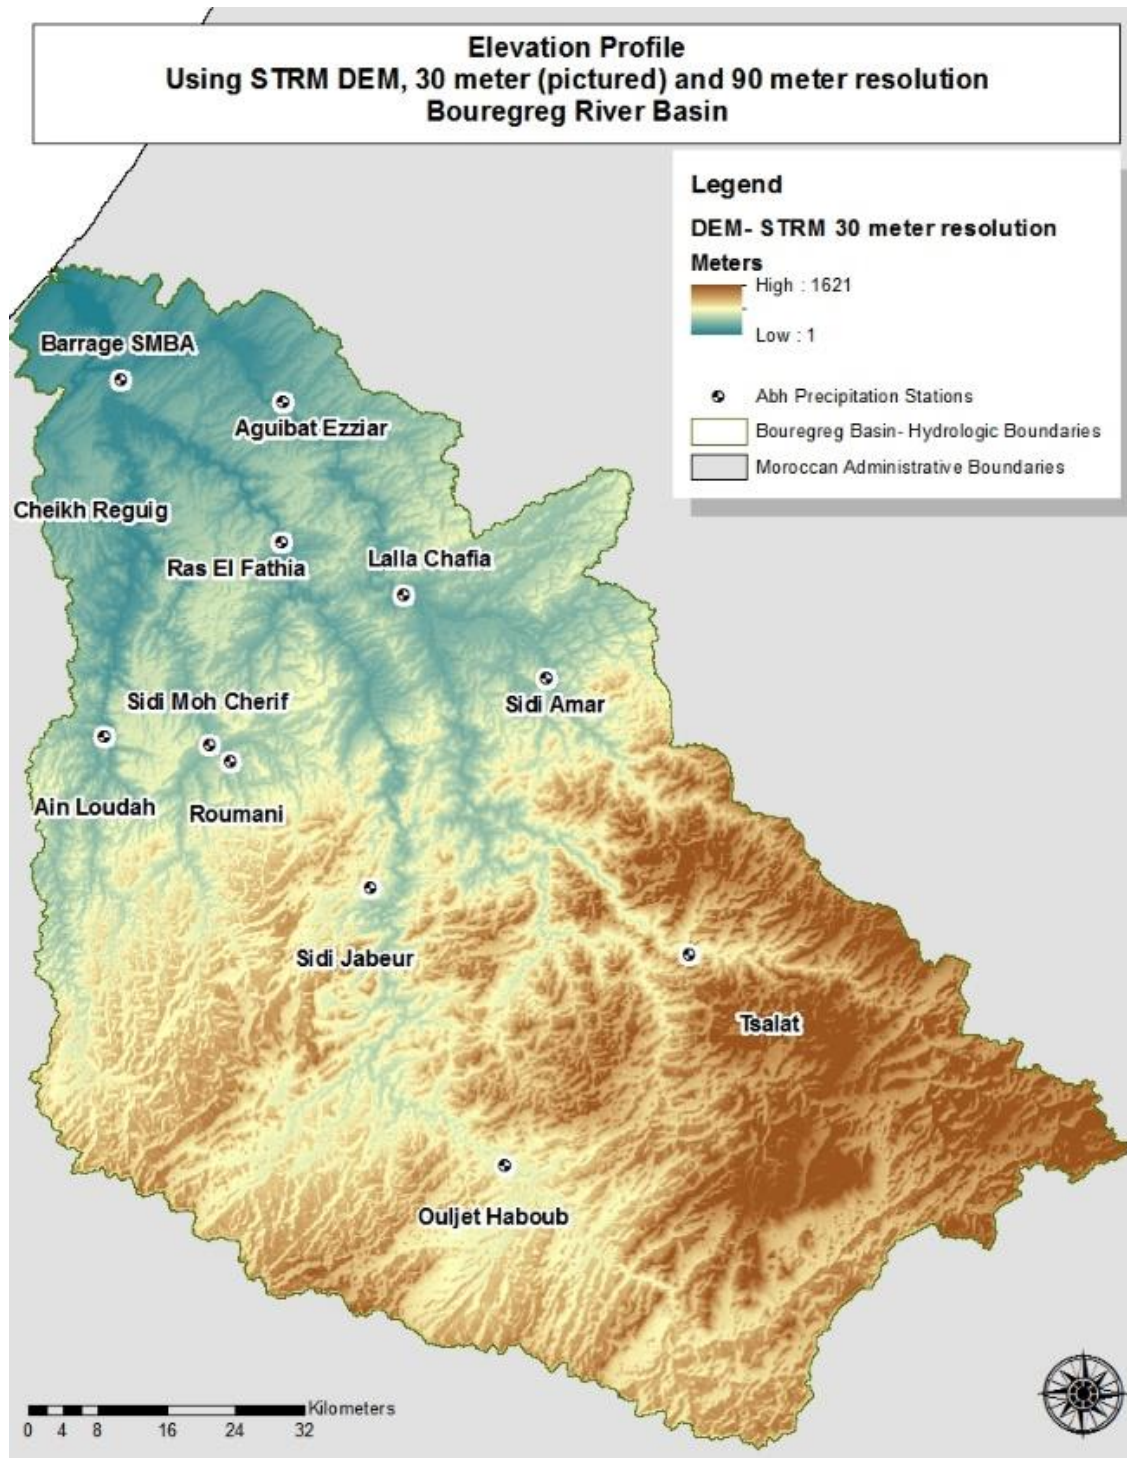 Elevation Profile
Using STRM DEM, 30 meter (pictured) and 90 meter resolution
Bouregreg River Basin
Legend
DEM- STRM 30 meter resolution
Meters
High : 1621
Low : 1
Abh Precipitation Stations
Bouregreg Basin- Hydrologic Boundaries
Moroccan Administrative Boundaries
Barrage SMBA
Aguibat Ezziar
Cheikh Reguig
Ras El Fathia
Lalla Chafia
Sidi Moh Cherif
Sidi Amar
Ain Loudah
Roumani
Sidi Jabeur
Tsalat
Ouljet Haboub
Kilometers
0 4 8 16 24 32